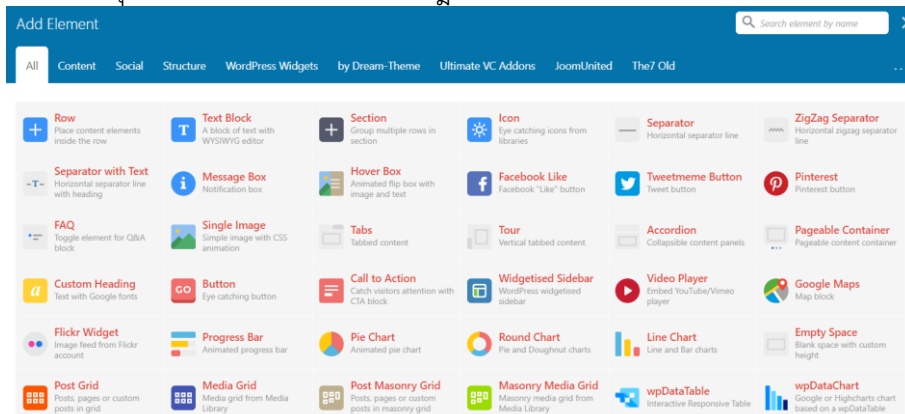 Add Element
Search element by name
All Content Social Structure WordPress Widgets by Dream-Theme Ultimate VC Addons JoomUnited The7 Old ...
Row
Place content elements
inside the row
Text Block
A block of text with
WYSIWYG editor
Section
Group multiple rows in
section
Icon
Eye catching icons from
libraries
Separator
Horizontal separator line
ZigZag Separator
Horizontal zigzag separator
line
-T-
Separator with Text
Horizontal separator line
with heading
Message Box
Notification box
Hover Box
Animated flip box with
image and text
Facebook Like
Facebook "Like" button
Tweetmeme Button
Tweet button
Pinterest
Pinterest button
FAQ
Toggle element for Q&A
block
Single Image
Simple image with CSS
animation
Tabs
Tabbed content
Tour
Vertical tabbed content
Accordion
Collapsible content panels
Pageable Container
Pageable content container
Custom Heading
Text with Google fonts
GO
Button
Eye catching button
Call to Action
Catch visitors attention with
CTA block
Widgetised Sidebar
WordPress widgetised
sidebar
Video Player
Embed YouTube/Vimeo
player
Google Maps
Map block
Flickr Widget
Image feed from Flickr
account
Progress Bar
Animated progress bar
Pie Chart
Animated pie chart
Round Chart
Pie and Doughnut charts
Line Chart
Line and Bar charts
Empty Space
Blank space with custom
height
Post Grid
Posts, pages or custom
posts in grid
Media Grid
Media grid from Media
Library
Post Masonry Grid
Posts, pages or custom
posts in masonry grid
Masonry Media Grid
Masonry media grid from
Media Library
wpDataTable
Interactive Responsive Table
wpDataChart
Google or Highcharts chart
based on a wpDataTable